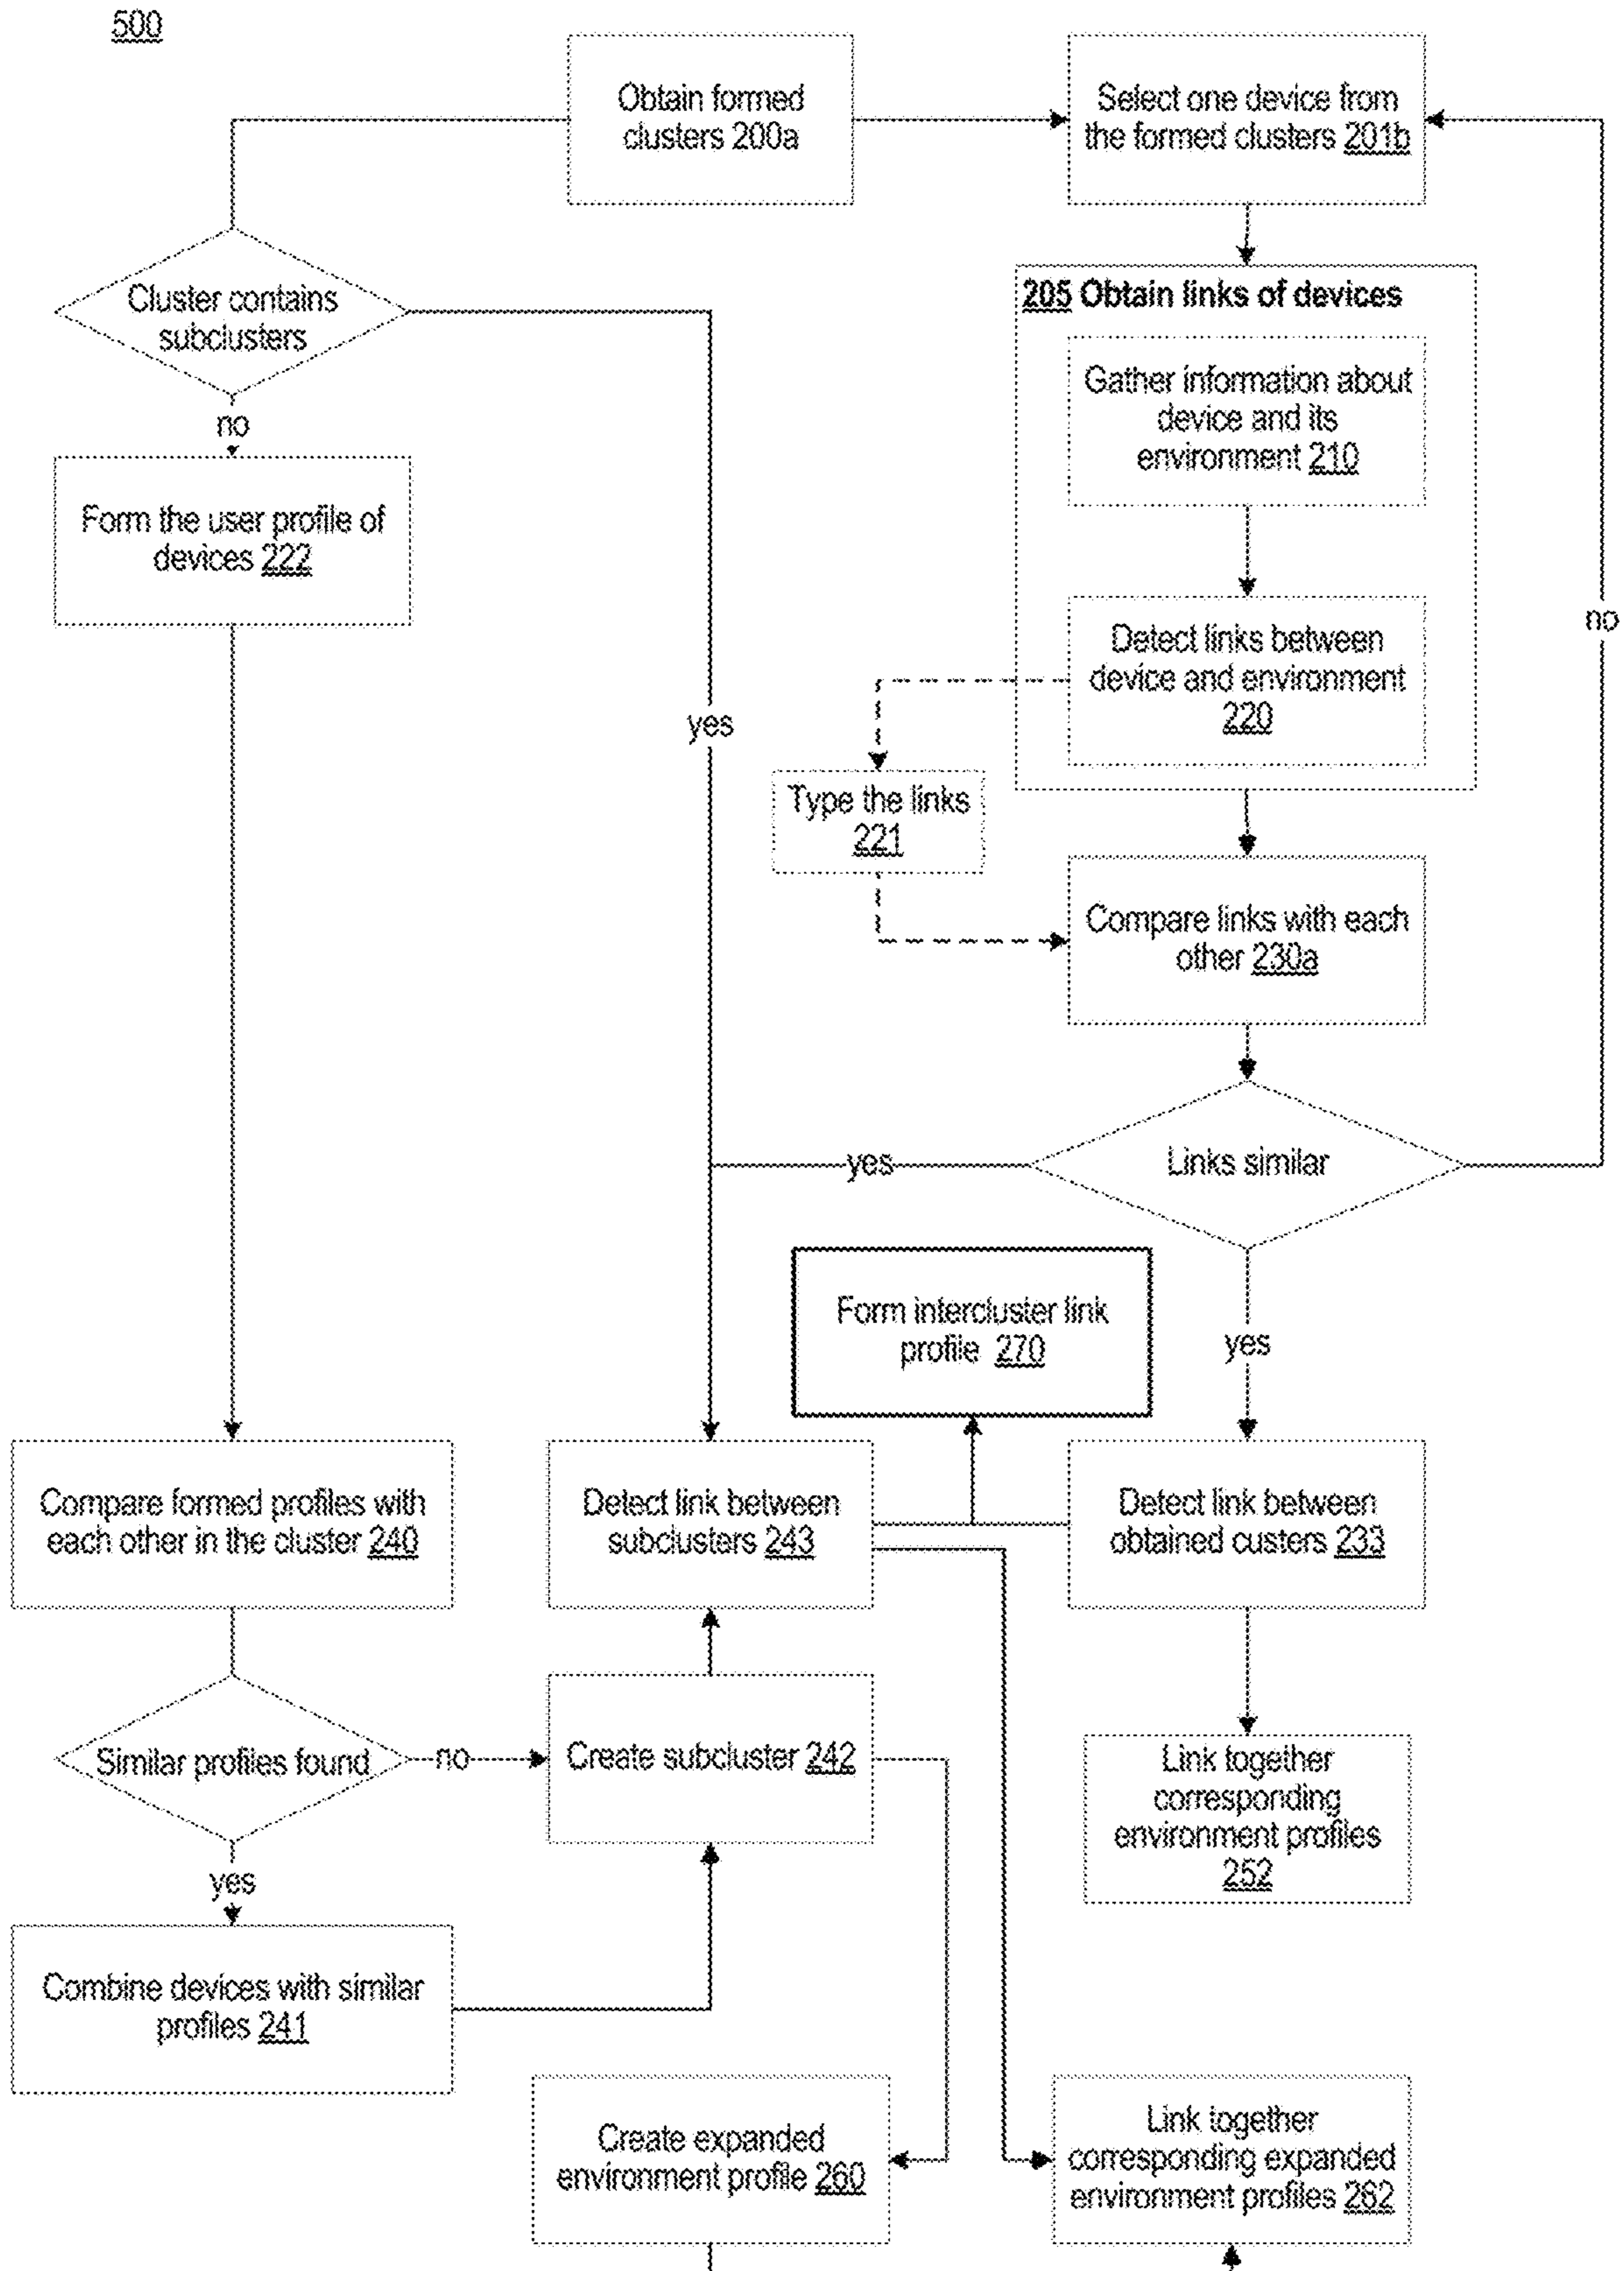 500
Obtain formed
clusters 200a
Select one device from
the formed clusters 201b
Cluster contains
subclusters
205 Obtain links of devices
Gather information about
device and its
environment 210
no
Form the user profile of
devices 222
no
Detect links between
device and environment
220
yes
Type the links
221
Compare links with each
other 230a
Links similar
yes
Form intercluster link
profile 270
yes
Compare formed profiles with
each other in the cluster 240
Detect link between
subclusters 243
Detect link between
obtained custers 233
Similar profiles found
no
Create subcluster 242
Link together
corresponding
environment profiles
252
yes
Combine devices with similar
profiles 241
Create expanded
environment profile 260
Link together
corresponding expanded
environment profiles 262